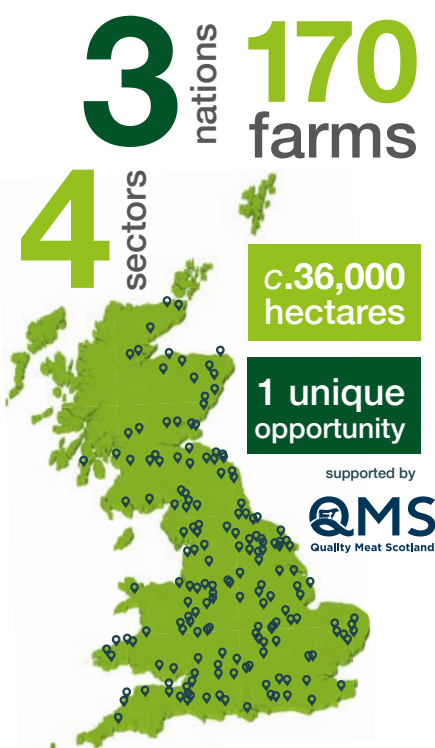 3
nations
170
farms
4
sectors
c.36,000
hectares
1 unique
opportunity
supported by
QMS
Quality Meat Scotland